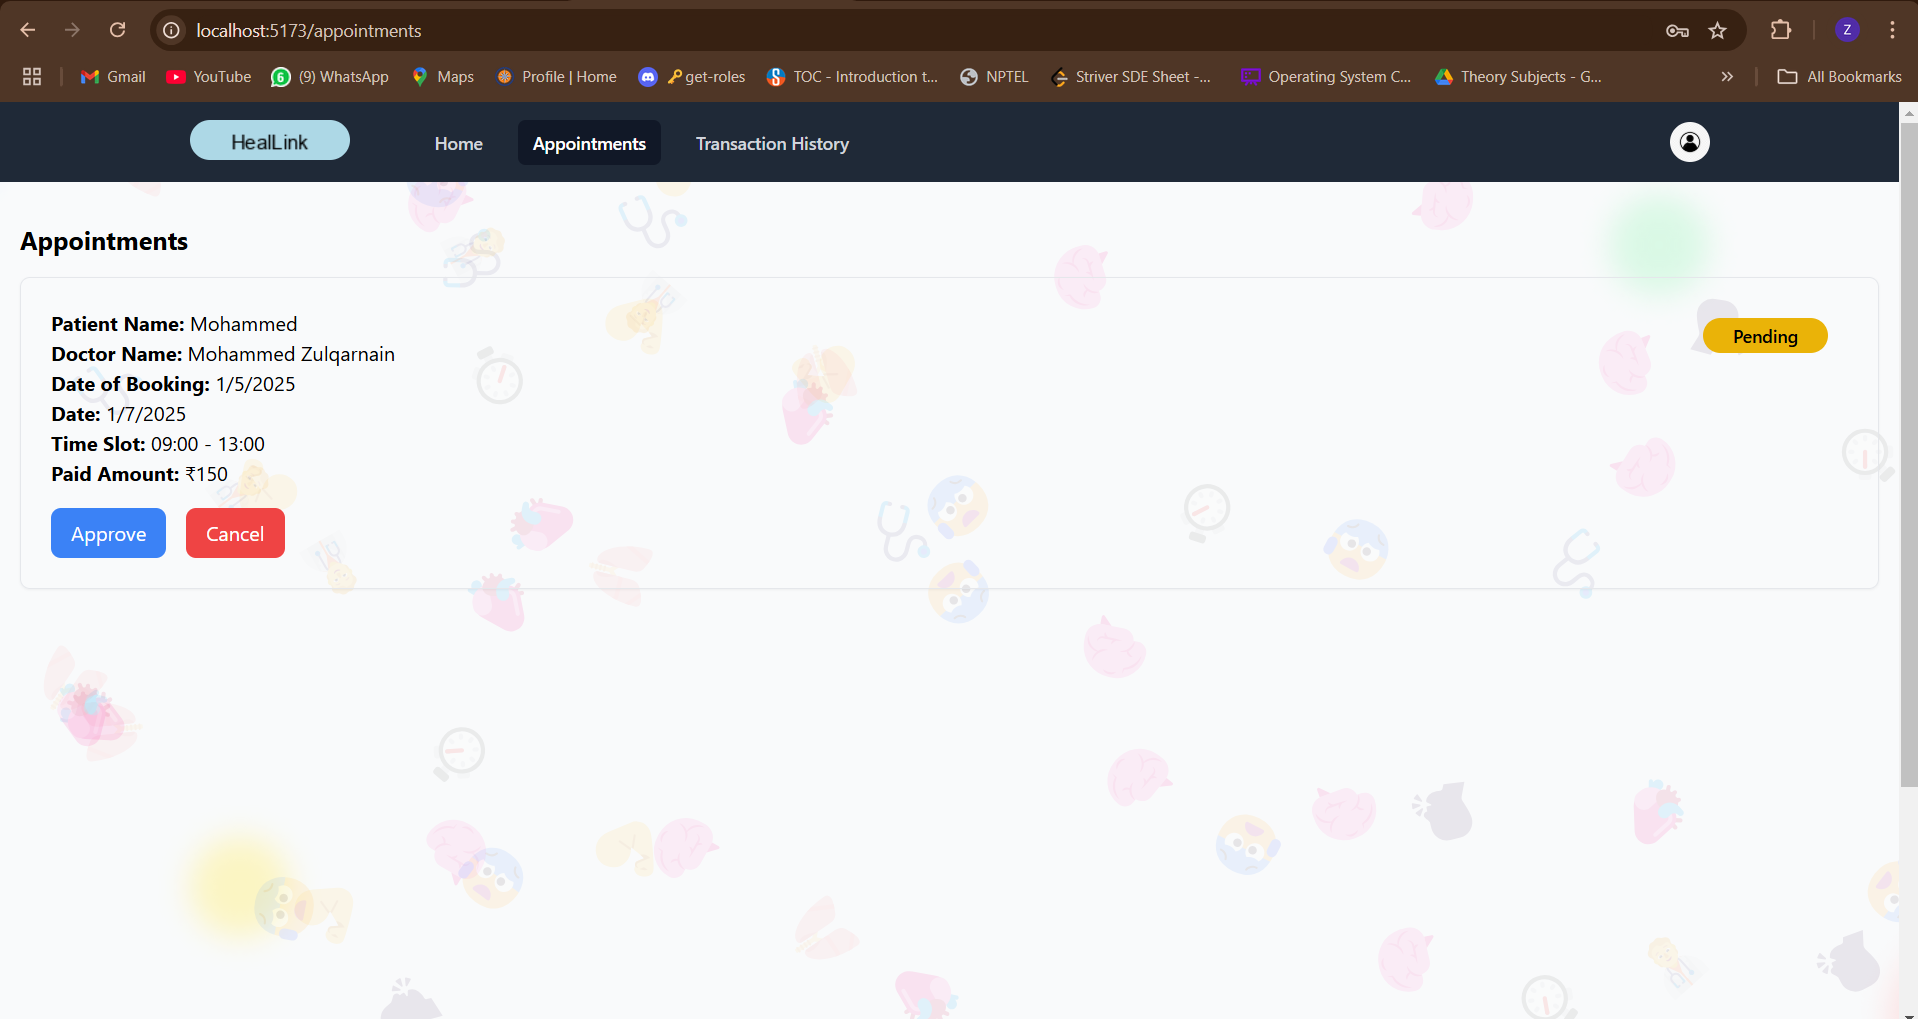 localhost:5173/appointments
Z
Gmail
YouTube
6
(9) WhatsApp
Maps
Profile | Home
get-roles
TOC - Introduction t...
NPTEL
Striver SDE Sheet -...
Operating System C...
Theory Subjects - G...
All Bookmarks
HealLink
Home
Appointments
Transaction History
Appointments
Patient Name: Mohammed
Pending
Doctor Name: Mohammed Zulqarnain
Date of Booking: 1/5/2025
Date: 1/7/2025
Time Slot: 09:00 - 13:00
Paid Amount: ₹150
Approve
Cancel